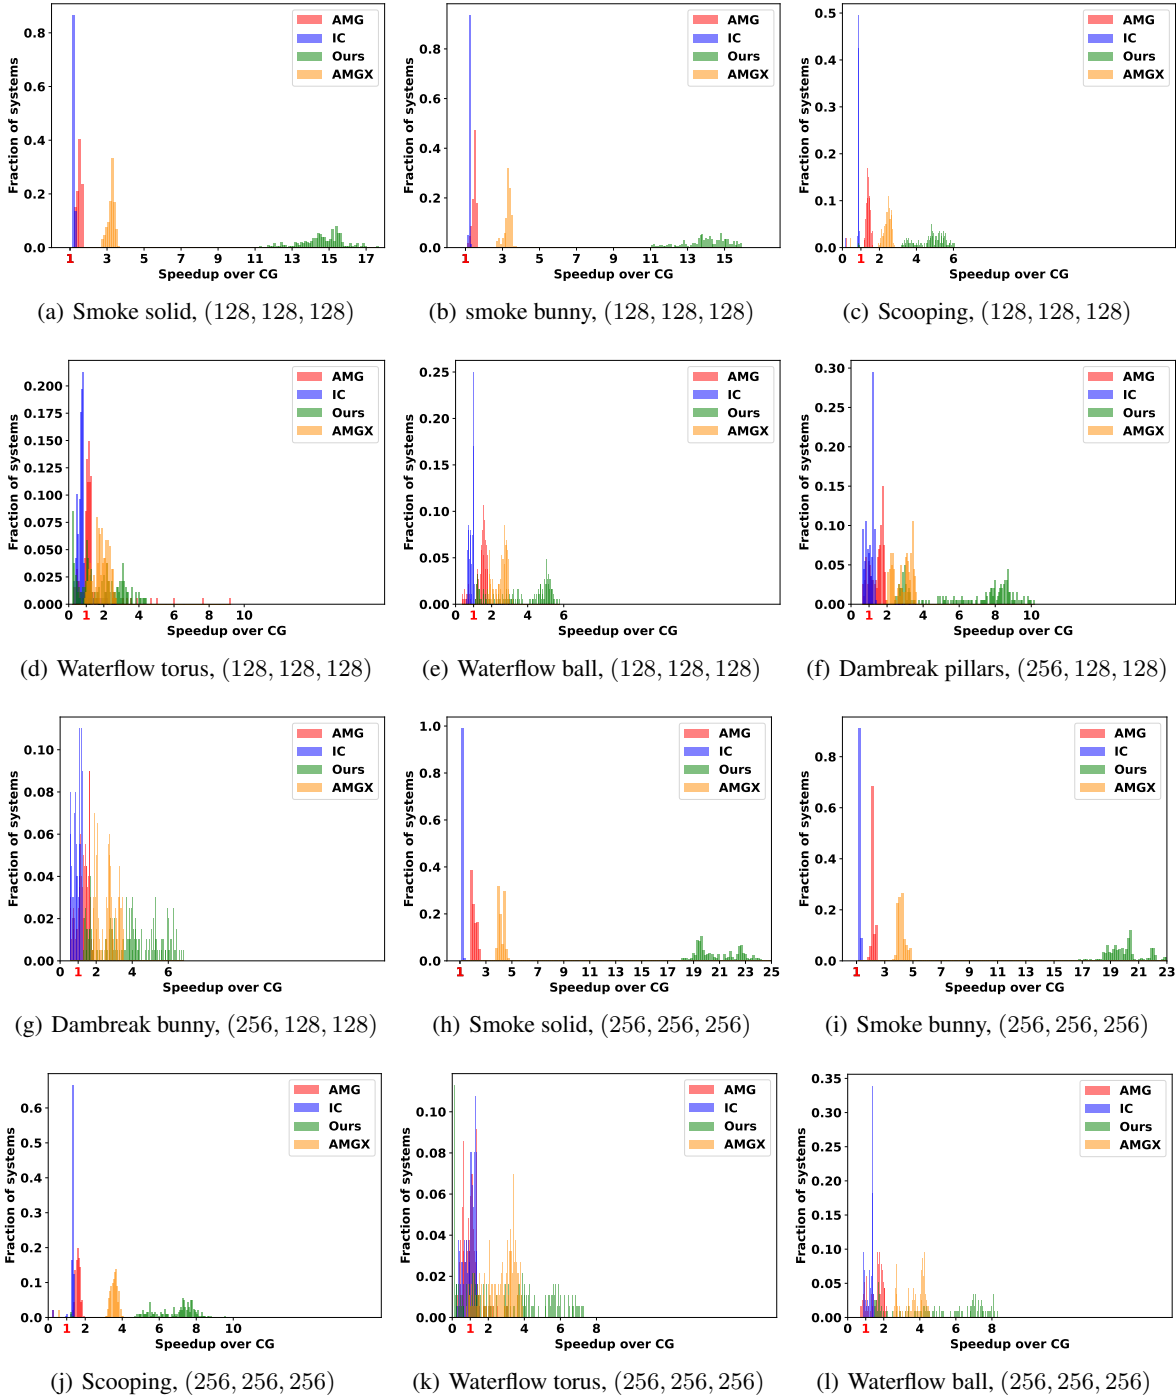 0.8
0.6
0.4
0.2
0.0
Fraction of systems
AMG
IC
Ours
AMGX
1 3 5 7 9 11 13 15 17
Speedup over CG
(a) Smoke solid, (128, 128, 128)
0.8
0.6
0.4
0.2
0.0
Fraction of systems
AMG
IC
Ours
AMGX
1 3 5 7 9 11 13 15
Speedup over CG
(b) smoke bunny, (128, 128, 128)
0.5
0.4
0.3
0.2
0.1
0.0
Fraction of systems
AMG
IC
Ours
AMGX
0 1 2 4 6
Speedup over CG
(c) Scooping, (128, 128, 128)
0.200
0.175
0.150
0.125
0.100
0.075
0.050
0.025
0.000
Fraction of systems
AMG
IC
Ours
AMGX
0 1 2 4 6 8 10
Speedup over CG
(d) Waterflow torus, (128, 128, 128)
0.25
0.20
0.15
0.10
0.05
0.00
Fraction of systems
AMG
IC
Ours
AMGX
0 1 2 4 6
Speedup over CG
(e) Waterflow ball, (128, 128, 128)
0.30
0.25
0.20
0.15
0.10
0.05
0.00
Fraction of systems
AMG
IC
Ours
AMGX
0 1 2 4 6 8 10
Speedup over CG
(f) Dambreak pillars, (256, 128, 128)
0.10
0.08
0.06
0.04
0.02
0.00
Fraction of systems
AMG
IC
Ours
AMGX
0 1 2 4 6
Speedup over CG
(g) Dambreak bunny, (256, 128, 128)
1.0
0.8
0.6
0.4
0.2
0.0
Fraction of systems
AMG
IC
Ours
AMGX
1 3 5 7 9 11 13 15 17 19 21 23 25
Speedup over CG
(h) Smoke solid, (256, 256, 256)
0.8
0.6
0.4
0.2
0.0
Fraction of systems
AMG
IC
Ours
AMGX
1 3 5 7 9 11 13 15 17 19 21 23
Speedup over CG
(i) Smoke bunny, (256, 256, 256)
0.6
0.5
0.4
0.3
0.2
0.1
0.0
Fraction of systems
AMG
IC
Ours
AMGX
0 1 2 4 6 8 10
Speedup over CG
(j) Scooping, (256, 256, 256)
0.10
0.08
0.06
0.04
0.02
0.00
Fraction of systems
AMG
IC
Ours
AMGX
0 1 2 4 6 8
Speedup over CG
(k) Waterflow torus, (256, 256, 256)
0.35
0.30
0.25
0.20
0.15
0.10
0.05
0.00
Fraction of systems
AMG
IC
Ours
AMGX
0 1 2 4 6 8
Speedup over CG
(l) Waterflow ball, (256, 256, 256)